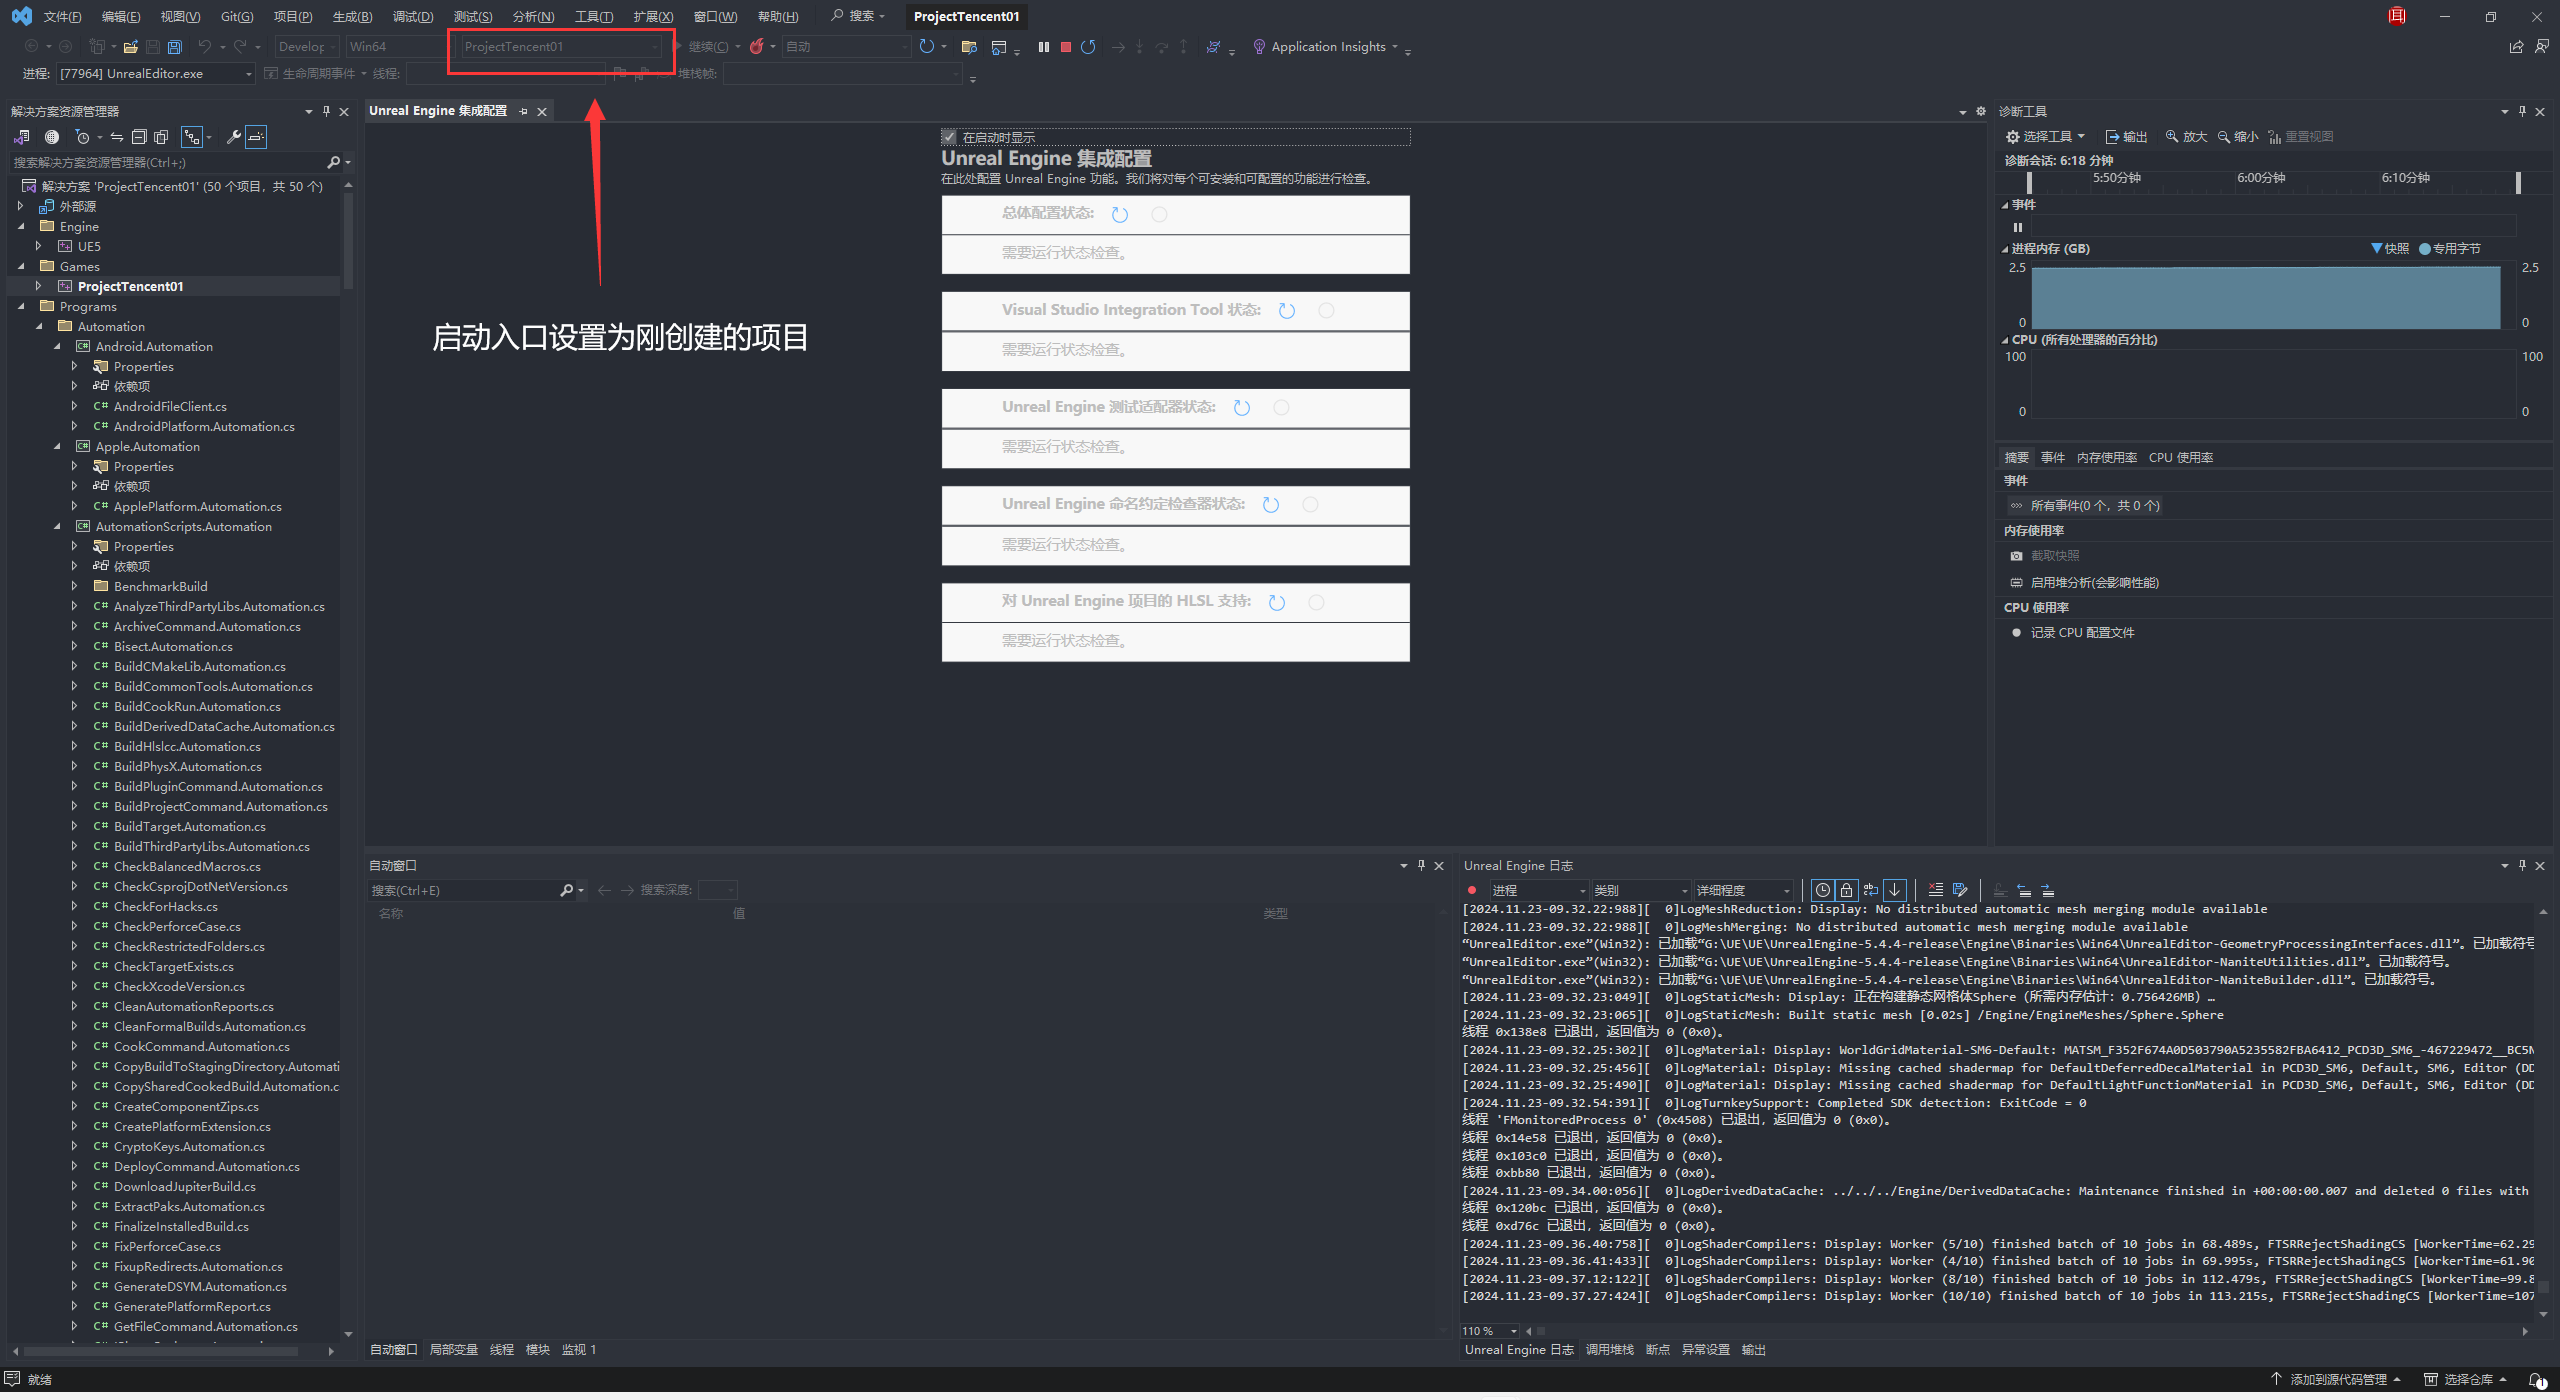 文件(F) 编辑(E) 视图(V) Git(G) 项目(P) 生成(B) 调试(D) 测试(S) 分析(N) 工具(T) 扩展(X) 窗口(W) 帮助(H) 搜索 ProjectTencent01
Develop Win64 ProjectTencent01 继续(C) 自动 Application Insights
进程: [77964] UnrealEditor.exe 生命周期事件 线程: 堆栈帧:
解决方案资源管理器
搜索解决方案资源管理器(Ctrl+;)
解决方案 'ProjectTencent01' (50 个项目，共 50 个)
外部源
Engine
UE5
Games
ProjectTencent01
Programs
Automation
Android.Automation
Properties
依赖项
C# AndroidFileClient.cs
C# AndroidPlatform.Automation.cs
Apple.Automation
Properties
依赖项
C# ApplePlatform.Automation.cs
AutomationScripts.Automation
Properties
依赖项
BenchmarkBuild
C# AnalyzeThirdPartyLibs.Automation.cs
C# ArchiveCommand.Automation.cs
C# Bisect.Automation.cs
C# BuildCMakeLib.Automation.cs
C# BuildCommonTools.Automation.cs
C# BuildCookRun.Automation.cs
C# BuildDerivedDataCache.Automation.cs
C# BuildHlslcc.Automation.cs
C# BuildPhysX.Automation.cs
C# BuildPluginCommand.Automation.cs
C# BuildProjectCommand.Automation.cs
C# BuildTarget.Automation.cs
C# BuildThirdPartyLibs.Automation.cs
C# CheckBalancedMacros.cs
C# CheckCsprojDotNetVersion.cs
C# CheckForHacks.cs
C# CheckPerforceCase.cs
C# CheckRestrictedFolders.cs
C# CheckTargetExists.cs
C# CheckXcodeVersion.cs
C# CleanAutomationReports.cs
C# CleanFormalBuilds.Automation.cs
C# CookCommand.Automation.cs
C# CopyBuildToStagingDirectory.Automati
C# CopySharedCookedBuild.Automation.c
C# CreateComponentZips.cs
C# CreatePlatformExtension.cs
C# CryptoKeys.Automation.cs
C# DeployCommand.Automation.cs
C# DownloadJupiterBuild.cs
C# ExtractPaks.Automation.cs
C# FinalizeInstalledBuild.cs
C# FixPerforceCase.cs
C# FixupRedirects.Automation.cs
C# GenerateDSYM.Automation.cs
C# GeneratePlatformReport.cs
C# GetFileCommand.Automation.cs
Unreal Engine 集成配置
在启动时显示
Unreal Engine 集成配置
在此处配置 Unreal Engine 功能。我们将对每个可安装和可配置的功能进行检查。
总体配置状态:
需要运行状态检查。
Visual Studio Integration Tool 状态:
需要运行状态检查。
Unreal Engine 测试适配器状态:
需要运行状态检查。
Unreal Engine 命名约定检查器状态:
需要运行状态检查。
对 Unreal Engine 项目的 HLSL 支持:
需要运行状态检查。
启动入口设置为刚创建的项目
诊断工具
选择工具 输出 放大 缩小 重置视图
诊断会话: 6:18 分钟
5:50分钟 6:00分钟 6:10分钟
事件
进程内存 (GB) 快照 专用字节
2.5 2.5
0 0
CPU (所有处理器的百分比)
100 100
0 0
摘要 事件 内存使用率 CPU 使用率
事件
所有事件(0 个，共 0 个)
内存使用率
截取快照
启用堆分析(会影响性能)
CPU 使用率
记录 CPU 配置文件
自动窗口
搜索(Ctrl+E) 搜索深度:
名称 值 类型
自动窗口 局部变量 线程 模块 监视 1
Unreal Engine 日志
进程 类别 详细程度
[2024.11.23-09.32.22:988][  0]LogMeshReduction: Display: No distributed automatic mesh merging module available
[2024.11.23-09.32.22:988][  0]LogMeshMerging: No distributed automatic mesh merging module available
“UnrealEditor.exe”(Win32): 已加载“G:\UE\UE\UnrealEngine-5.4.4-release\Engine\Binaries\Win64\UnrealEditor-GeometryProcessingInterfaces.dll”。已加载符号
“UnrealEditor.exe”(Win32): 已加载“G:\UE\UE\UnrealEngine-5.4.4-release\Engine\Binaries\Win64\UnrealEditor-NaniteUtilities.dll”。已加载符号。
“UnrealEditor.exe”(Win32): 已加载“G:\UE\UE\UnrealEngine-5.4.4-release\Engine\Binaries\Win64\UnrealEditor-NaniteBuilder.dll”。已加载符号。
[2024.11.23-09.32.23:049][  0]LogStaticMesh: Display: 正在构建静态网格体Sphere（所需内存估计：0.756426MB）…
[2024.11.23-09.32.23:065][  0]LogStaticMesh: Built static mesh [0.02s] /Engine/EngineMeshes/Sphere.Sphere
线程 0x138e8 已退出，返回值为 0 (0x0)。
[2024.11.23-09.32.25:302][  0]LogMaterial: Display: WorldGridMaterial-SM6-Default: MATSM_F352F674A0D503790A5235582FBA6412_PCD3D_SM6_-467229472__BC5N
[2024.11.23-09.32.25:456][  0]LogMaterial: Display: Missing cached shadermap for DefaultDeferredDecalMaterial in PCD3D_SM6, Default, SM6, Editor (DD
[2024.11.23-09.32.25:490][  0]LogMaterial: Display: Missing cached shadermap for DefaultLightFunctionMaterial in PCD3D_SM6, Default, SM6, Editor (DD
[2024.11.23-09.32.54:391][  0]LogTurnkeySupport: Completed SDK detection: ExitCode = 0
线程 'FMonitoredProcess 0' (0x4508) 已退出，返回值为 0 (0x0)。
线程 0x14e58 已退出，返回值为 0 (0x0)。
线程 0x103c0 已退出，返回值为 0 (0x0)。
线程 0xbb80 已退出，返回值为 0 (0x0)。
[2024.11.23-09.34.00:056][  0]LogDerivedDataCache: ../../../Engine/DerivedDataCache: Maintenance finished in +00:00:00.007 and deleted 0 files with
线程 0x120bc 已退出，返回值为 0 (0x0)。
线程 0xd76c 已退出，返回值为 0 (0x0)。
[2024.11.23-09.36.40:758][  0]LogShaderCompilers: Display: Worker (5/10) finished batch of 10 jobs in 68.489s, FTSRRejectShadingCS [WorkerTime=62.29
[2024.11.23-09.36.41:433][  0]LogShaderCompilers: Display: Worker (4/10) finished batch of 10 jobs in 69.995s, FTSRRejectShadingCS [WorkerTime=61.90
[2024.11.23-09.37.12:122][  0]LogShaderCompilers: Display: Worker (8/10) finished batch of 10 jobs in 112.479s, FTSRRejectShadingCS [WorkerTime=99.8
[2024.11.23-09.37.27:424][  0]LogShaderCompilers: Display: Worker (10/10) finished batch of 10 jobs in 113.215s, FTSRRejectShadingCS [WorkerTime=107
110 %
Unreal Engine 日志 调用堆栈 断点 异常设置 输出
就绪 添加到源代码管理 选择仓库 1